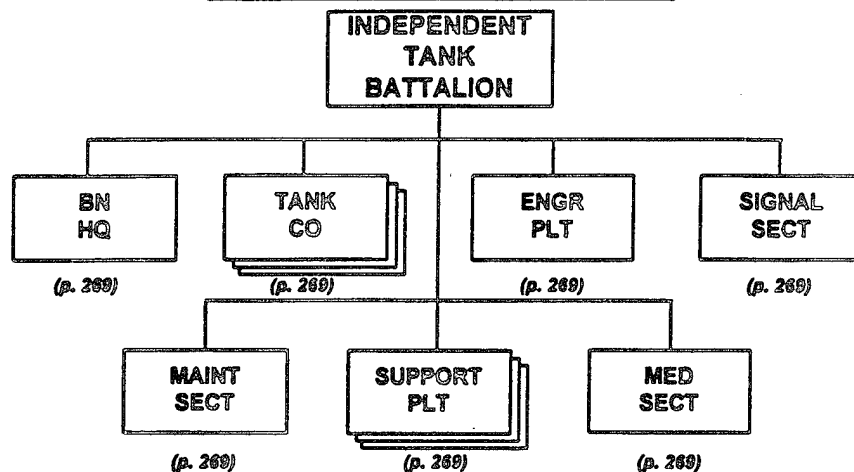 INDEPENDENT
TANK
BATTALION
BN
HQ
TANK
CO
ENGR
PLT
SIGNAL
SECT
(p. 269)
(p. 269)
(p. 269)
(p. 269)
MAINT
SECT
SUPPORT
PLT
MED
SECT
(p. 269)
(p. 269)
(p. 269)